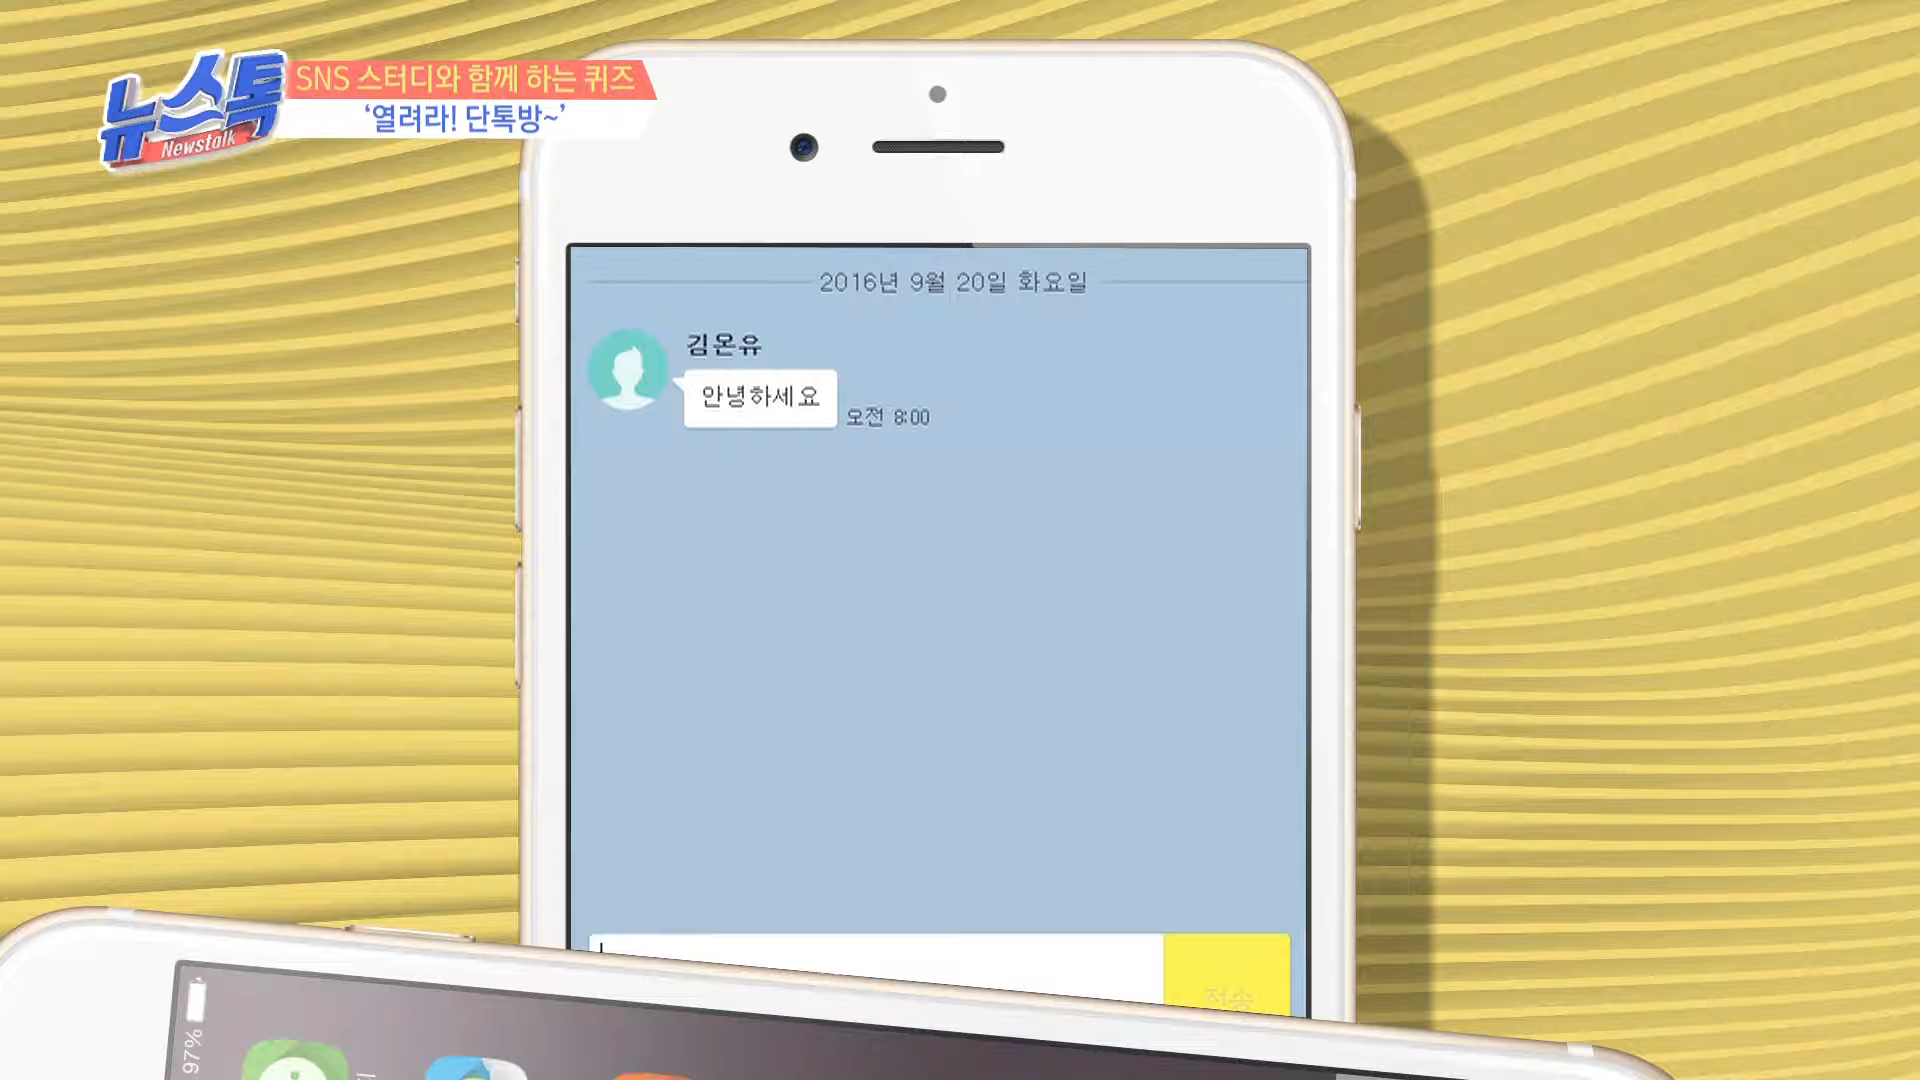 뉴스톡
Newstalk
SNS 스터디와 함께 하는 퀴즈
‘열려라! 단톡방~’
2016년 9월 20일 화요일
김온유
안녕하세요
오전 8:00
전송
97%